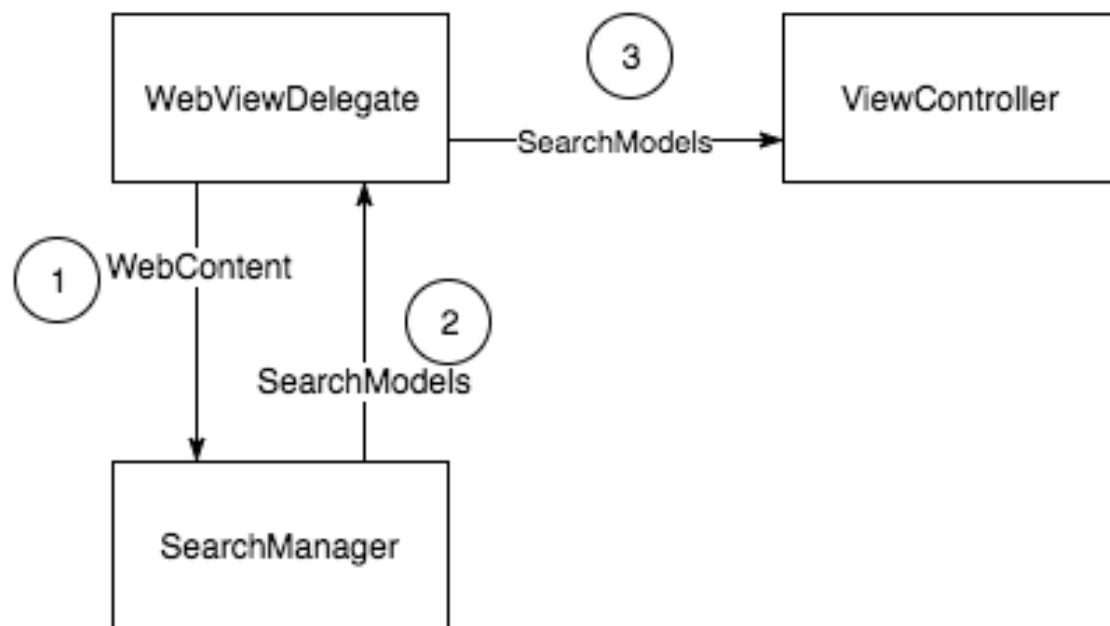 3
WebViewDelegate
ViewController
SearchModels
1
WebContent
2
SearchModels
SearchManager